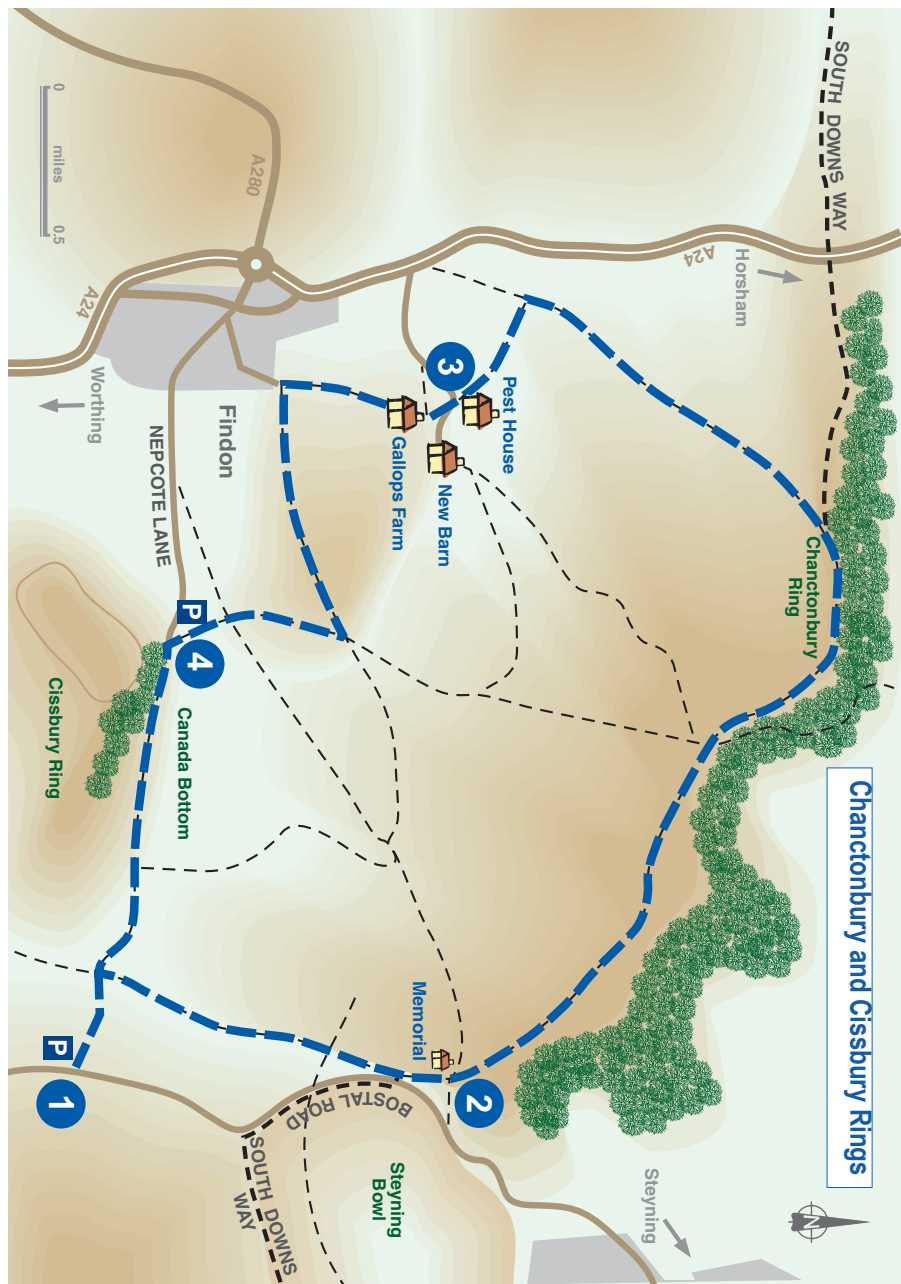 Chanctonbury and Cissbury Rings
N
SOUTH DOWNS WAY
Horsham
A24
Chanctonbury
Ring
Pest House
3
New Barn
Gallops Farm
A280
A24
Worthing
Findon
NEPCOTE LANE
P
4
Canada Bottom
Cissbury Ring
Memorial
2
BOSTAL ROAD
Steyning
Steyning
Bowl
SOUTH DOWNS
WAY
P
1
0
miles
0.5